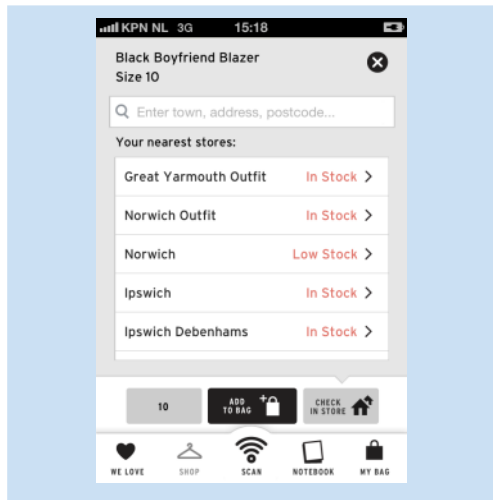 KPN NL 3G 15:18
Black Boyfriend Blazer
Size 10
Enter town, address, postcode...
Your nearest stores:
Great Yarmouth Outfit In Stock
Norwich Outfit In Stock
Norwich Low Stock
Ipswich In Stock
Ipswich Debenhams In Stock
10
ADD
TO BAG
CHECK
IN STORE
WE LOVE SHOP SCAN NOTEBOOK MY BAG